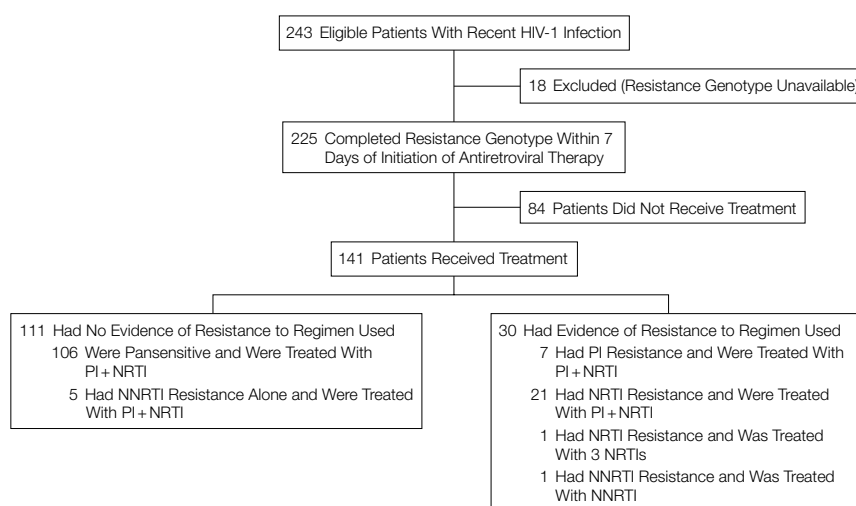 243 Eligible Patients With Recent HIV-1 Infection
18 Excluded (Resistance Genotype Unavailable)
225 Completed Resistance Genotype Within 7
Days of Initiation of Antiretroviral Therapy
84 Patients Did Not Receive Treatment
141 Patients Received Treatment
111 Had No Evidence of Resistance to Regimen Used
106 Were Pansensitive and Were Treated With
PI+NRTI
5 Had NNRTI Resistance Alone and Were Treated
With PI+NRTI
30 Had Evidence of Resistance to Regimen Used
7 Had PI Resistance and Were Treated With
PI+NRTI
21 Had NRTI Resistance and Were Treated
With PI+NRTI
1 Had NRTI Resistance and Was Treated
With 3 NRTIs
1 Had NNRTI Resistance and Was Treated
With NNRTI